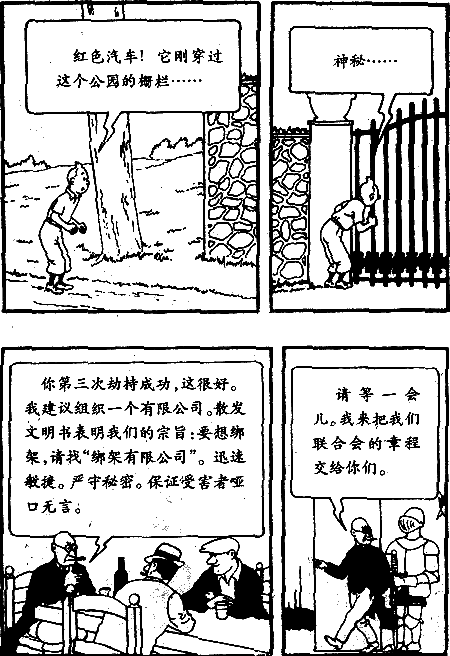 红色汽车!它刚穿过
这个公园的栅栏……
神秘……
你第三次劫持成功,这很好。
我建议组织一个有限公司。散发
文明书表明我们的宗旨:要想绑
架,请找“绑架有限公司”。迅速
敏捷。严守秘密。保证受害者哑
口无言。
请等一会
儿。我来把我们
联合会的章程
交给你们。